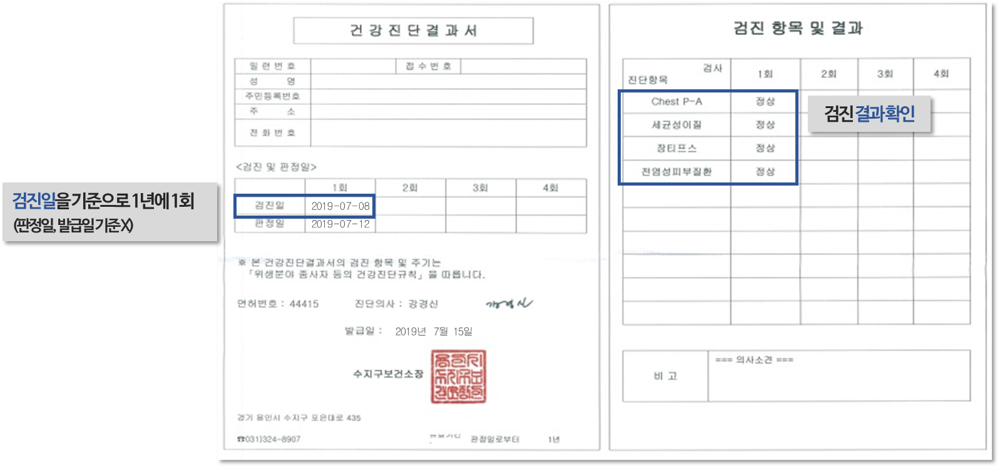 건강진단결과서
일련번호 접수번호
성 명
주민등록번호
주 소
전화번호
<검진 및 판정일>
1회 2회 3회 4회
검진일 2019-07-08
판정일 2019-07-12
※ 본 건강진단결과서의 검진 항목 및 주기는
「위생분야 종사자 등의 건강진단규칙」을 따릅니다.
면허번호 : 44415 진단의사 : 강경신
발급일 : 2019년 7월 15일
수지구보건소장
경기 용인시 수지구 포은대로 435
☎031)324-8907 판정일로부터 1년
검진일을 기준으로 1년에 1회
(판정일, 발급일 기준X)
검진 항목 및 결과
검사
진단항목 1회 2회 3회 4회
Chest P-A 정상
세균성이질 정상
장티프스 정상
전염성피부질환 정상
검진 결과 확인
비 고 === 의사소견 ===